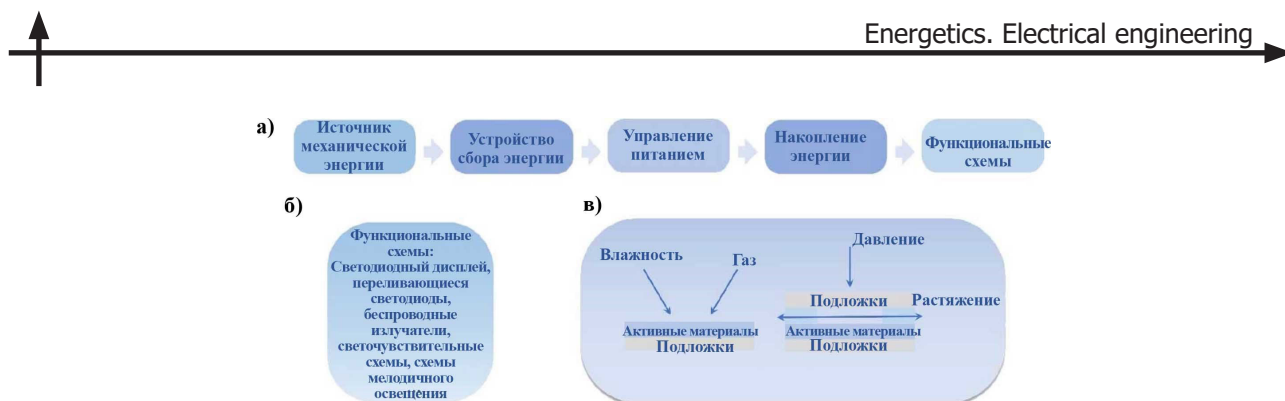 Energetics. Electrical engineering
а)
Источник
механической
энергии
Устройство
сбора энергии
Управление
питанием
Накопление
энергии
Функциональные
схемы
б)
Функциональные
схемы:
Светодиодный дисплей,
переливающиеся
светодиоды,
беспроводные
излучатели,
светочувствительные
схемы, схемы
мелодичного
освещения
в)
Влажность
Газ
Активные материалы
Подложки
Давление
Подложки
Растяжение
Активные материалы
Подложки